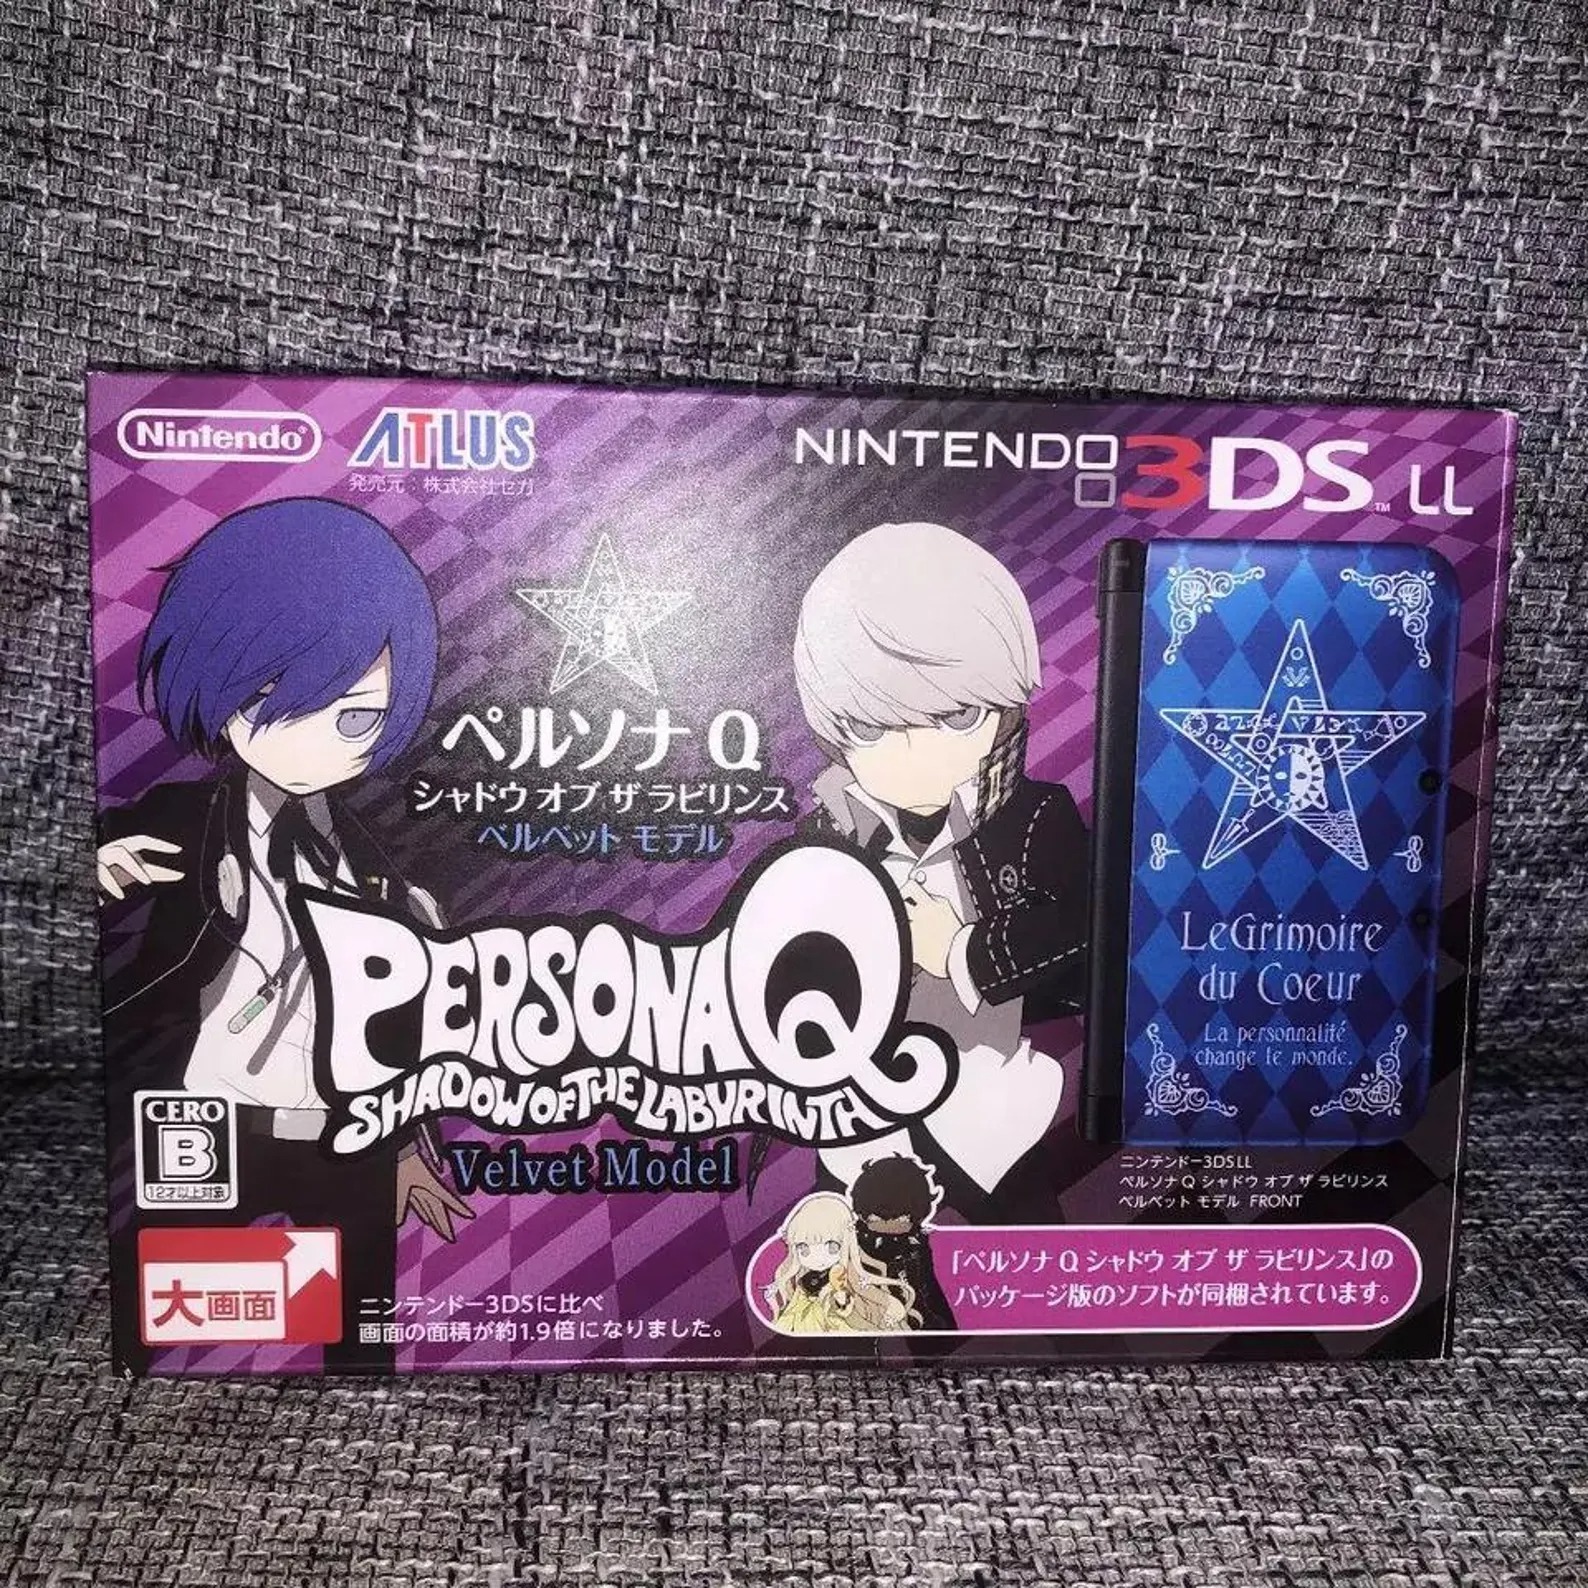 Nintendo®
ATLUS
発売元：株式会社セガ
NINTENDO3DS™ LL
ペルソナ Q
シャドウ オブ ザ ラビリンス
ベルベット モデル
PERSONA Q
SHADOW OF THE LABYRINTH
Velvet Model
LeGrimoire
du Coeur
La personnalité
change le monde.
ニンテンドー3DS LL
ペルソナ Q シャドウ オブ ザ ラビリンス
ベルベット モデル FRONT
CERO
B
12才以上対象
大画面
ニンテンドー3DSに比べ
画面の面積が約1.9倍になりました。
「ペルソナ Q シャドウ オブ ザ ラビリンス」の
パッケージ版のソフトが同梱されています。